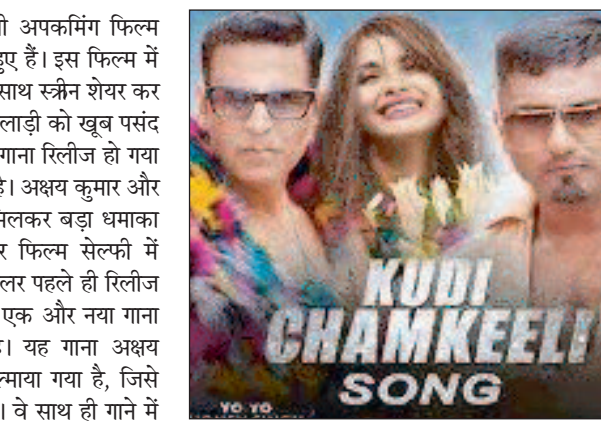 अपकमिंग फिल्म
हुए हैं। इस फिल्म में
साथ स्क्रीन शेयर कर
लाड़ी को खूब पसंद
गाना रिलीज हो गया
है। अक्षय कुमार और
मिलकर बड़ा धमाका
र फिल्म सेल्फी में
लर पहले ही रिलीज
एक और नया गाना
है। यह गाना अक्षय
ल्माया गया है, जिसे
। वे साथ ही गाने में
KUDI
CHAMKEELI
SONG
YO YO